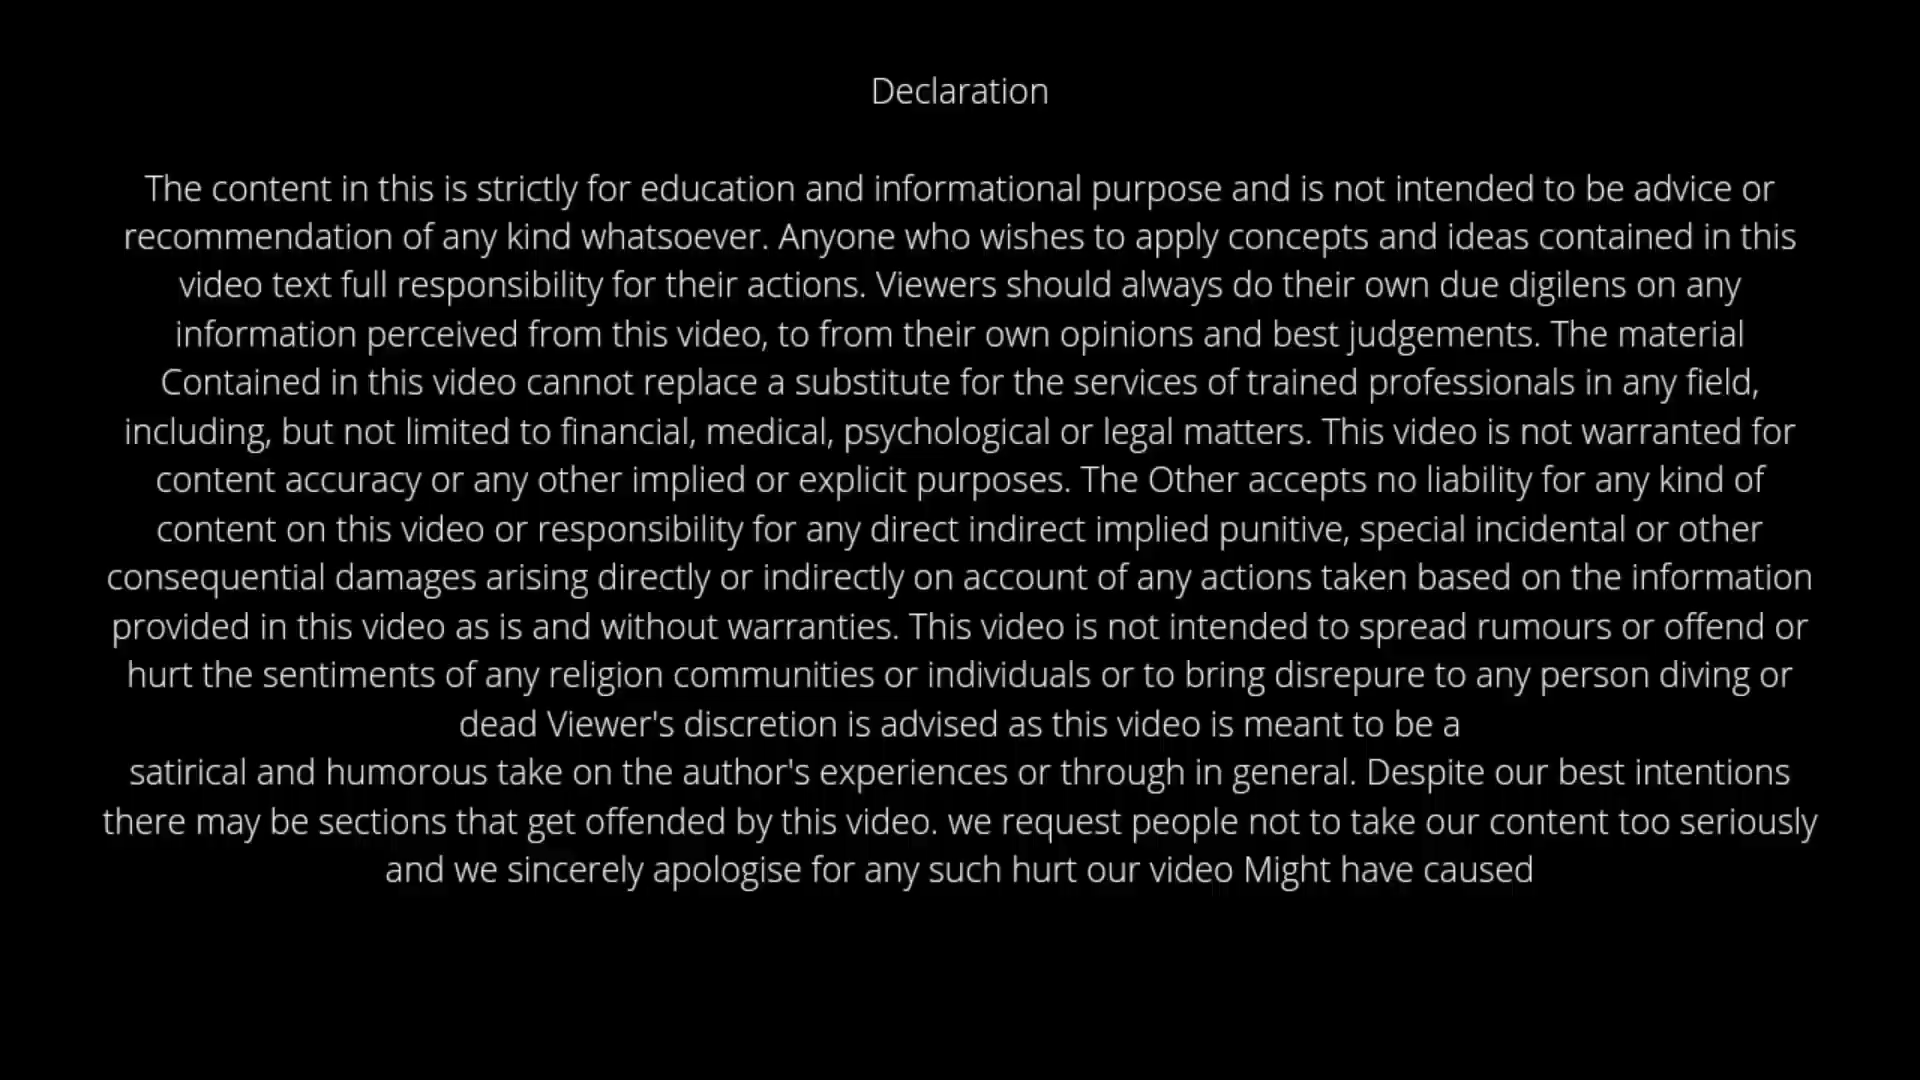 Declaration
The content in this is strictly for education and informational purpose and is not intended to be advice or
recommendation of any kind whatsoever. Anyone who wishes to apply concepts and ideas contained in this
video text full responsibility for their actions. Viewers should always do their own due digilens on any
information perceived from this video, to from their own opinions and best judgements. The material
Contained in this video cannot replace a substitute for the services of trained professionals in any field,
including, but not limited to financial, medical, psychological or legal matters. This video is not warranted for
content accuracy or any other implied or explicit purposes. The Other accepts no liability for any kind of
content on this video or responsibility for any direct indirect implied punitive, special incidental or other
consequential damages arising directly or indirectly on account of any actions taken based on the information
provided in this video as is and without warranties. This video is not intended to spread rumours or offend or
hurt the sentiments of any religion communities or individuals or to bring disrepure to any person diving or
dead Viewer's discretion is advised as this video is meant to be a
satirical and humorous take on the author's experiences or through in general. Despite our best intentions
there may be sections that get offended by this video. we request people not to take our content too seriously
and we sincerely apologise for any such hurt our video Might have caused